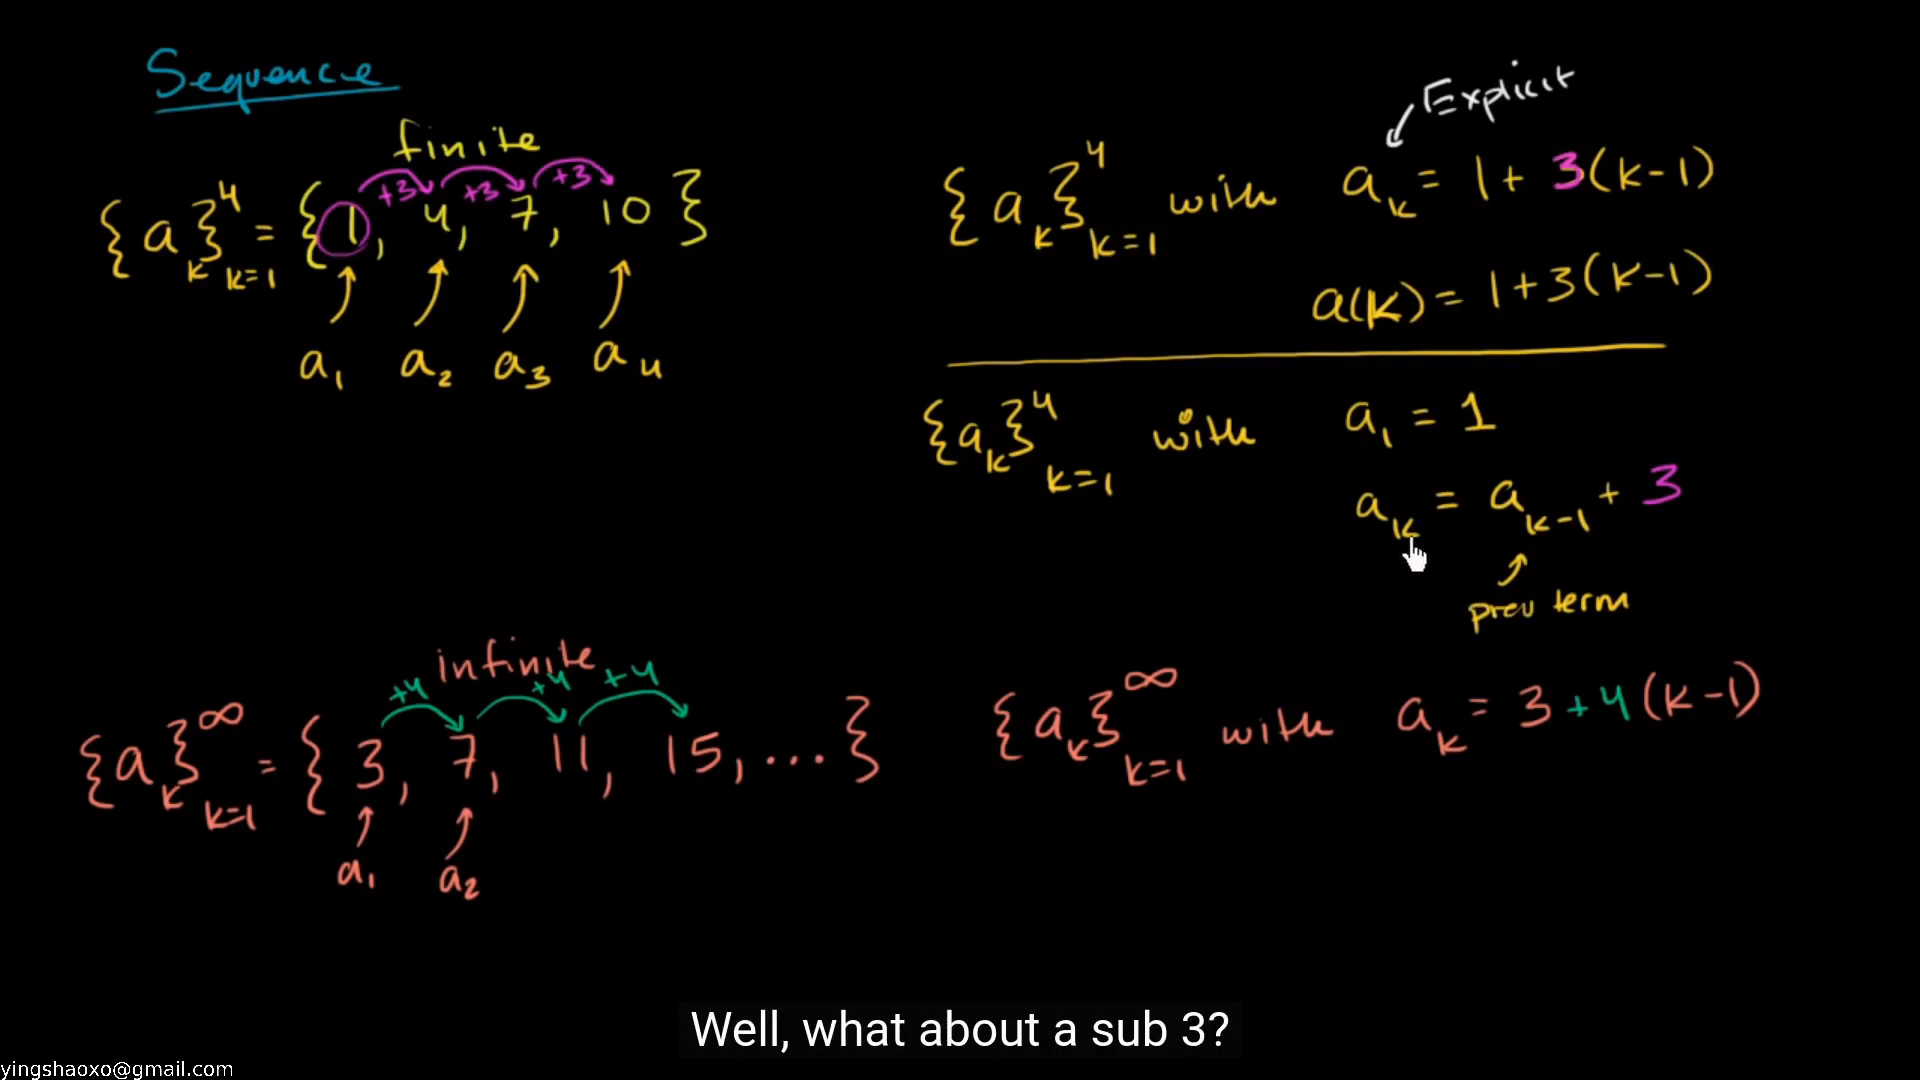 Sequence
finite
+3 +3 +3
{a_k}^4_{k=1} = {1, 4, 7, 10}
a_1 a_2 a_3 a_4
Explicit
{a_k}^4_{k=1} with a_k = 1 + 3(k-1)
a(k) = 1 + 3(k-1)
{a_k}^4_{k=1} with a_1 = 1
a_k = a_{k-1} + 3
prev term
infinite
+4 +4 +4
{a_k}^∞_{k=1} = {3, 7, 11, 15, ...}
a_1 a_2
{a_k}^∞_{k=1} with a_k = 3 + 4(k-1)
Well, what about a sub 3?
yingshaoxo@gmail.com